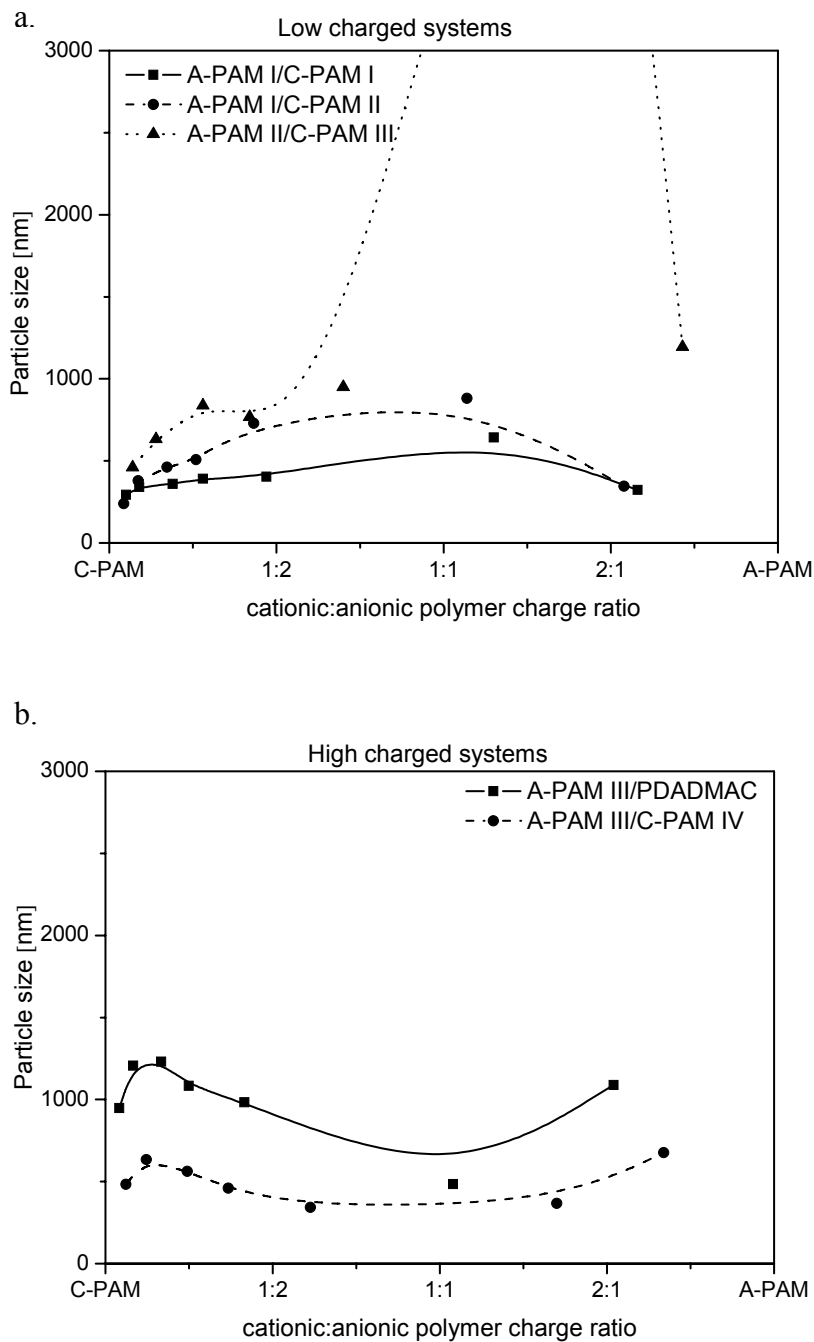 a.
Low charged systems
3000
A-PAM I/C-PAM I
A-PAM I/C-PAM II
A-PAM II/C-PAM III
2000
Particle size [nm]
1000
0
C-PAM 1:2 1:1 2:1 A-PAM
cationic:anionic polymer charge ratio
b.
High charged systems
3000
A-PAM III/PDADMAC
A-PAM III/C-PAM IV
2000
Particle size [nm]
1000
0
C-PAM 1:2 1:1 2:1 A-PAM
cationic:anionic polymer charge ratio